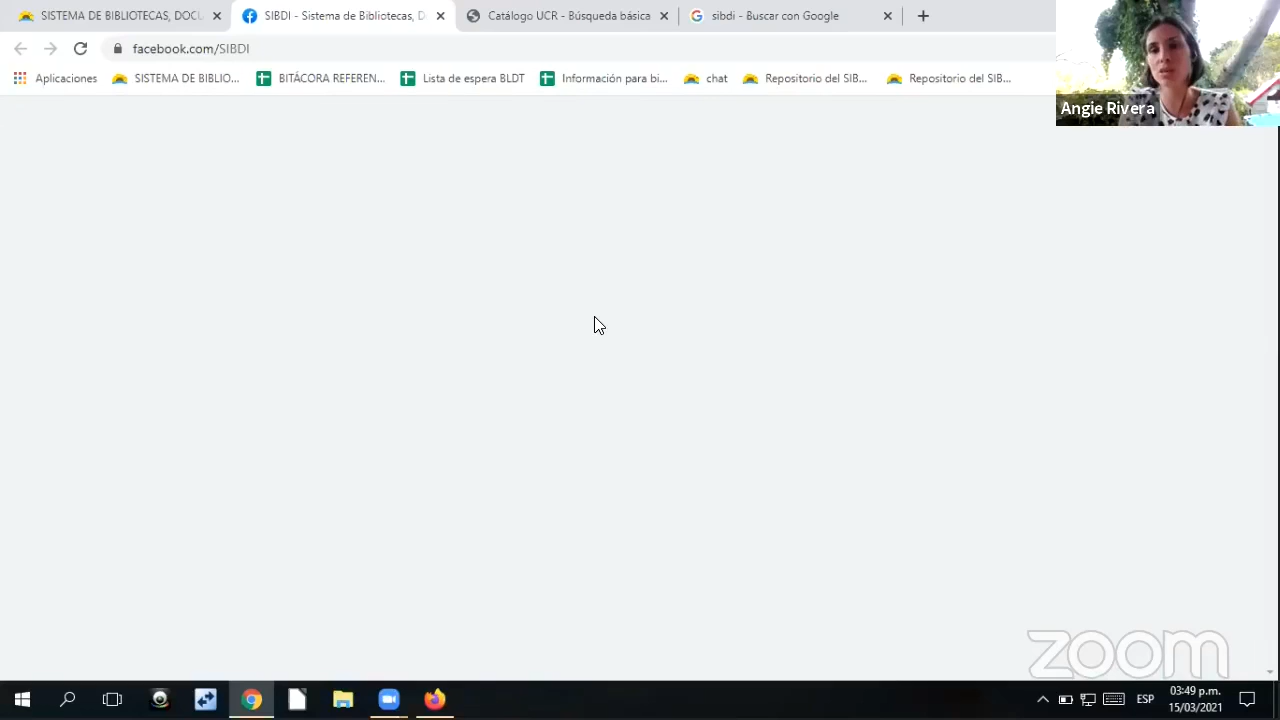 SISTEMA DE BIBLIOTECAS, DOCU
SIBDI - Sistema de Bibliotecas, D
Catálogo UCR - Búsqueda básica
sibdi - Buscar con Google
facebook.com/SIBDI
Aplicaciones
SISTEMA DE BIBLIO...
BITÁCORA REFEREN...
Lista de espera BLDT
Información para bi...
chat
Repositorio del SIB...
Repositorio del SIB...
Angie Rivera
zoom
ESP
03:49 p.m.
15/03/2021